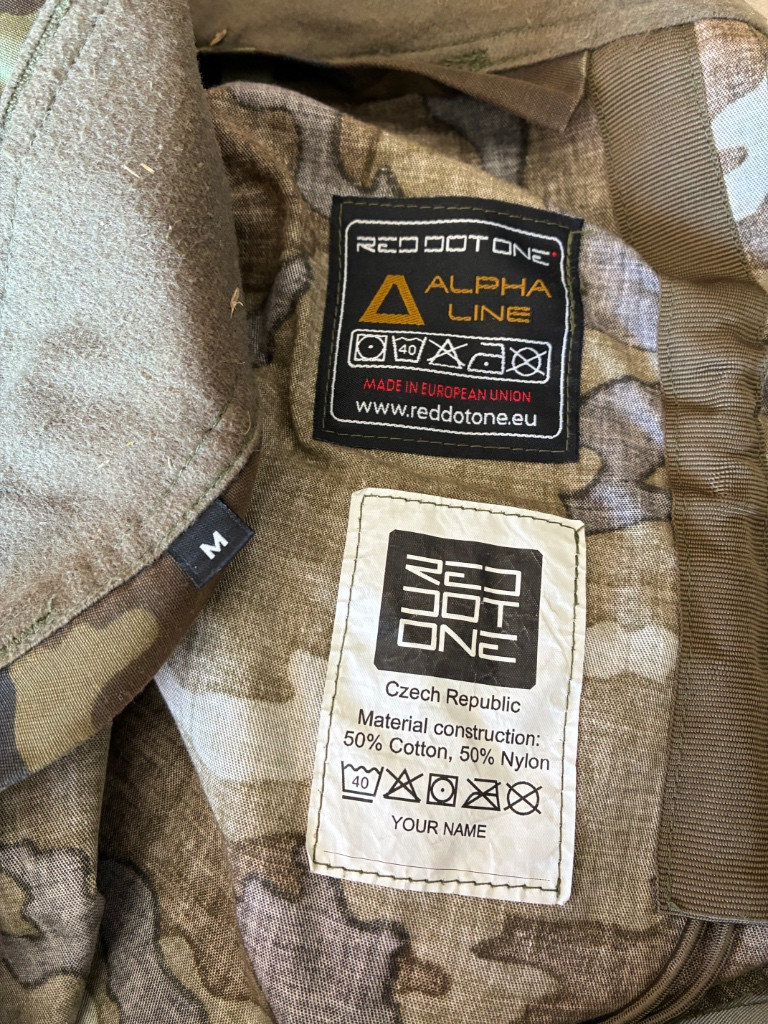 RED DOT ONE
ALPHA
LINE
40
MADE IN EUROPEAN UNION
www.reddotone.eu
M
RED
DOT
ONE
Czech Republic
Material construction:
50% Cotton, 50% Nylon
40
YOUR NAME